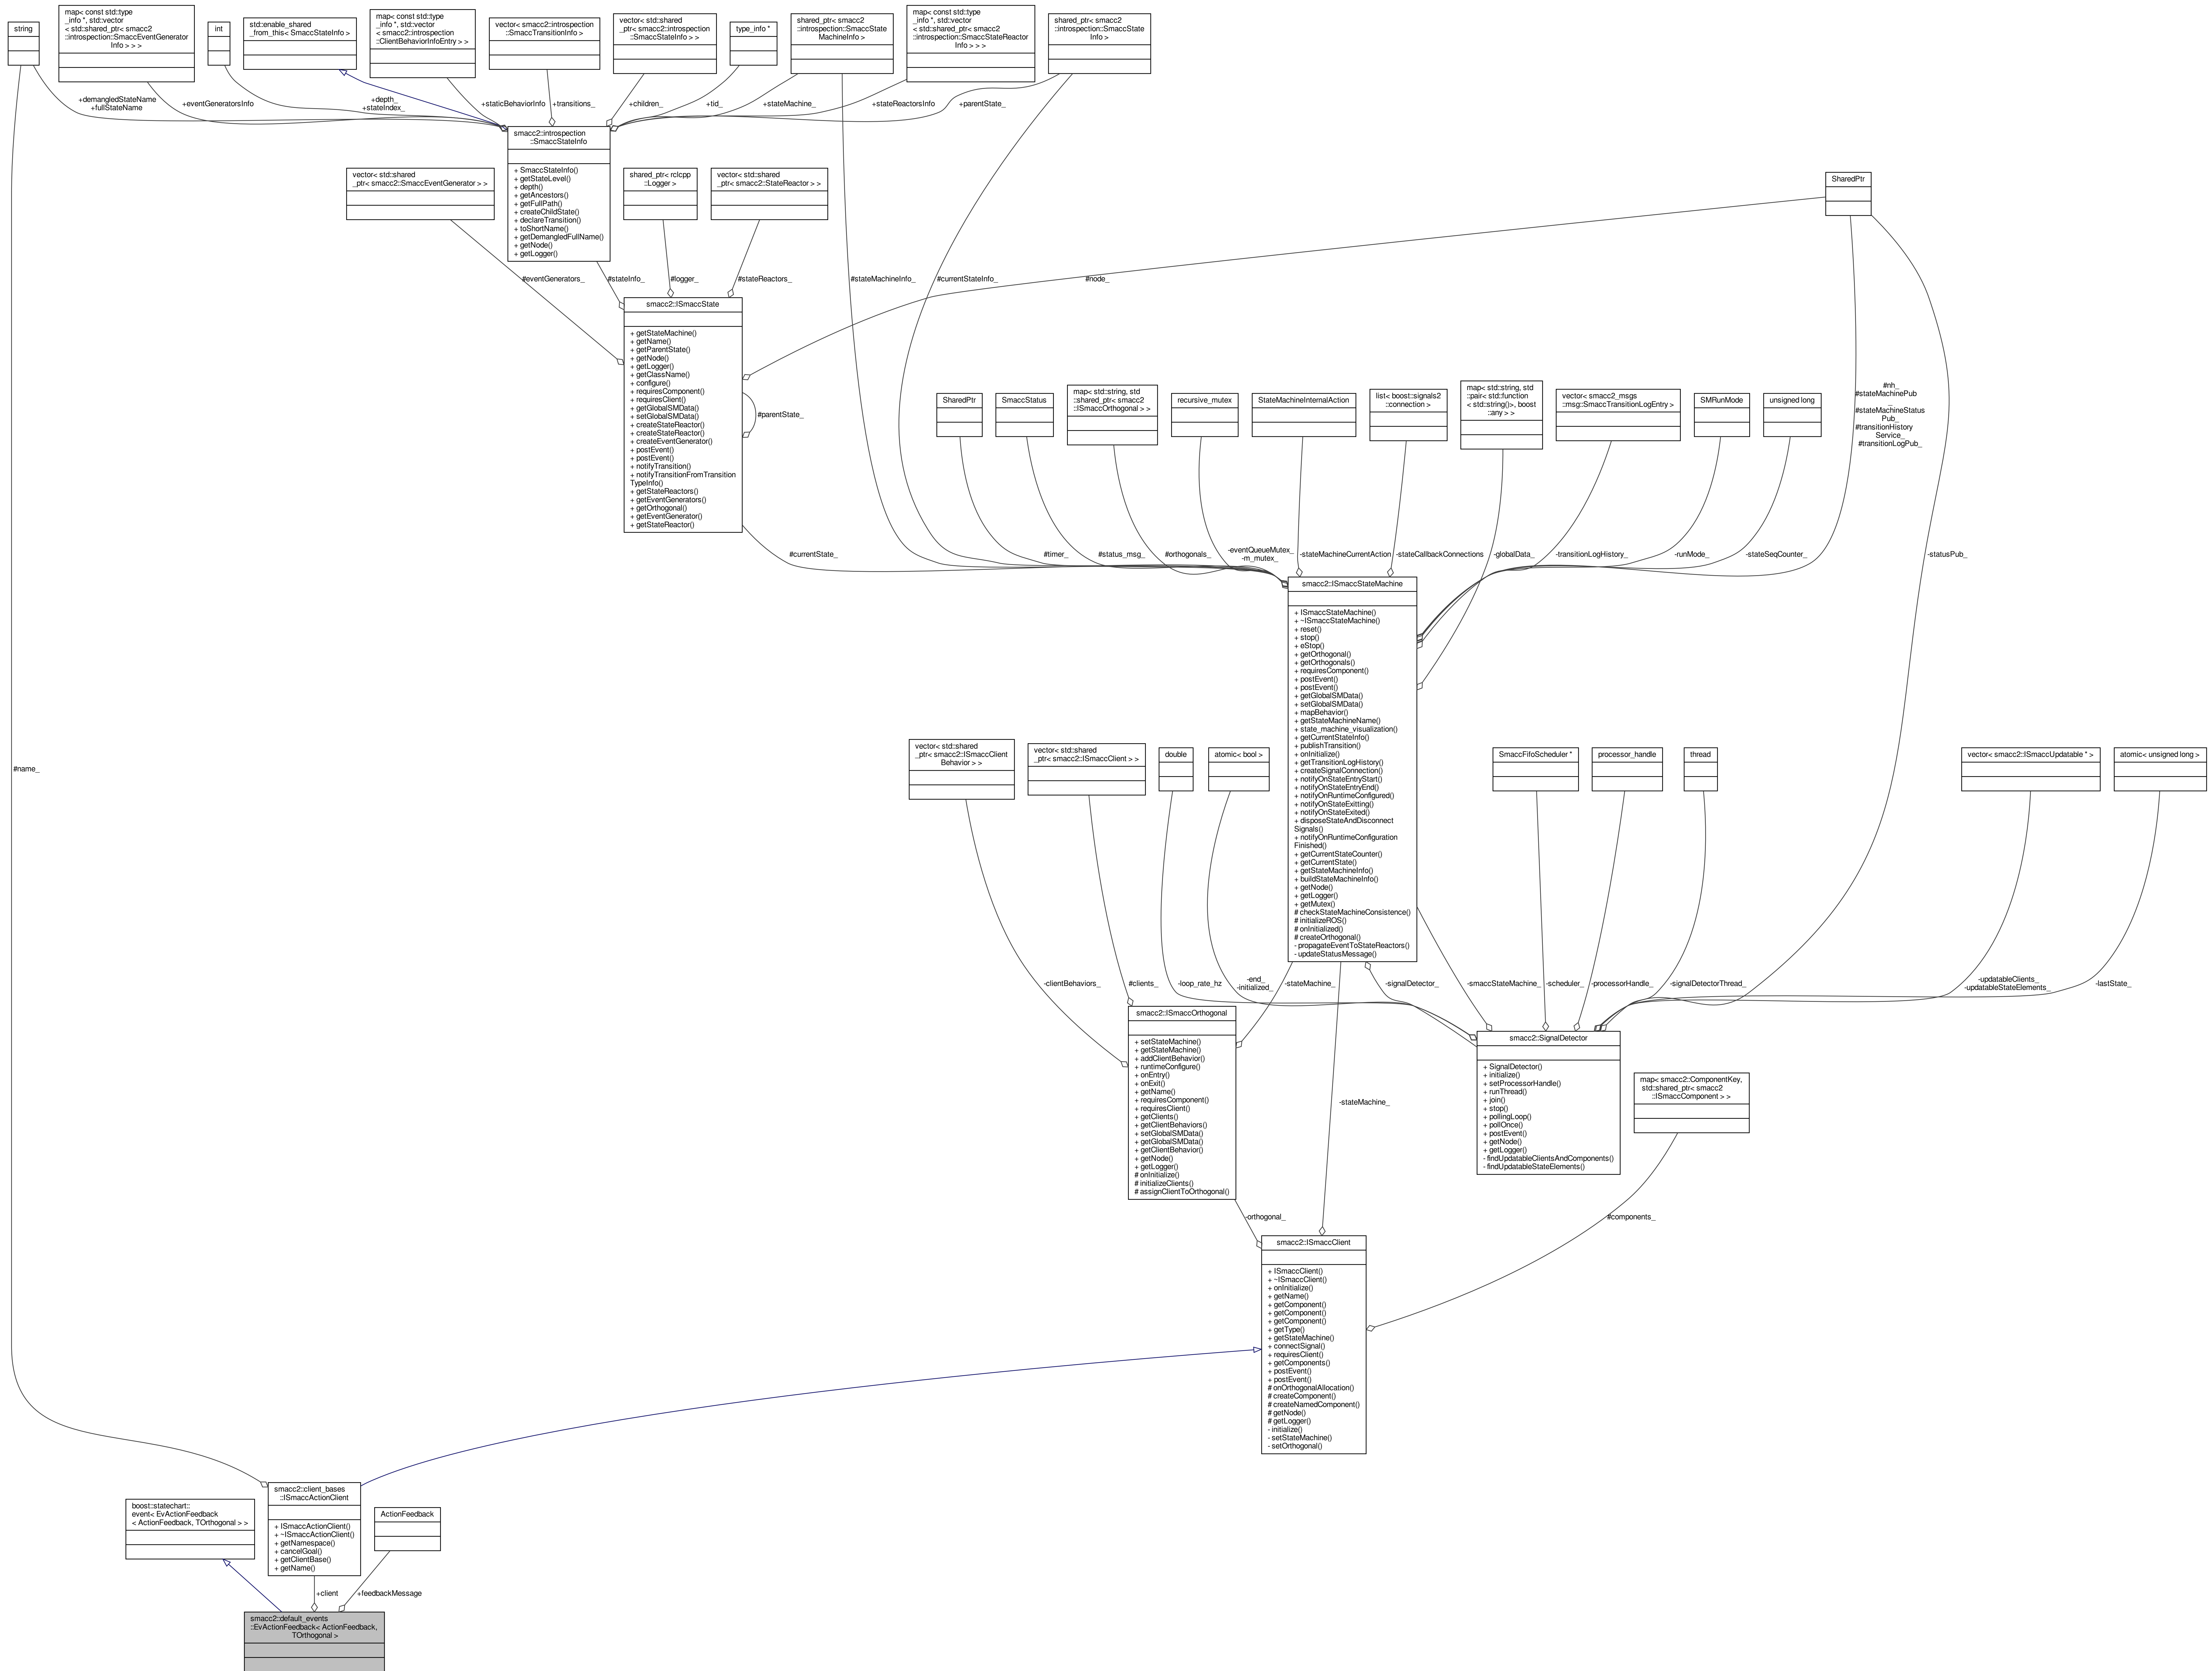 string
map< const std::type
_info *, std::vector
< std::shared_ptr< smacc2
::introspection::SmaccEventGenerator
Info > > >
int
std::enable_shared
_from_this< SmaccStateInfo >
map< const std::type
_info *, std::vector
< smacc2::introspection
::ClientBehaviorInfoEntry > >
vector< smacc2::introspection
::SmaccTransitionInfo >
vector< std::shared
_ptr< smacc2::introspection
::SmaccStateInfo > >
type_info *
shared_ptr< smacc2
::introspection::SmaccState
MachineInfo >
map< const std::type
_info *, std::vector
< std::shared_ptr< smacc2
::introspection::SmaccStateReactor
Info > > >
shared_ptr< smacc2
::introspection::SmaccState
Info >
+demangledStateName
+fullStateName
+eventGeneratorsInfo
+depth_
+stateIndex_
+staticBehaviorInfo
+transitions_
+children_
+tid_
+stateMachine_
+stateReactorsInfo
+parentState_
smacc2::introspection
::SmaccStateInfo
+ SmaccStateInfo()
+ getStateLevel()
+ depth()
+ getAncestors()
+ getFullPath()
+ createChildState()
+ declareTransition()
+ toShortName()
+ getDemangledFullName()
+ getNode()
+ getLogger()
vector< std::shared
_ptr< smacc2::SmaccEventGenerator > >
shared_ptr< rclcpp
::Logger >
vector< std::shared
_ptr< smacc2::StateReactor > >
SharedPtr
#eventGenerators_
#stateInfo_
#logger_
#stateReactors_
#stateMachineInfo_
#currentStateInfo_
#node_
smacc2::ISmaccState
+ getStateMachine()
+ getName()
+ getParentState()
+ getNode()
+ getLogger()
+ getClassName()
+ configure()
+ requiresComponent()
+ requiresClient()
+ getGlobalSMData()
+ setGlobalSMData()
+ createStateReactor()
+ createStateReactor()
+ createEventGenerator()
+ postEvent()
+ postEvent()
+ notifyTransition()
+ notifyTransitionFromTransition
TypeInfo()
+ getStateReactors()
+ getEventGenerators()
+ getOrthogonal()
+ getEventGenerator()
+ getStateReactor()
#parentState_
SharedPtr
SmaccStatus
map< std::string, std
::shared_ptr< smacc2
::ISmaccOrthogonal > >
recursive_mutex
StateMachineInternalAction
list< boost::signals2
::connection >
map< std::string, std
::pair< std::function
< std::string()>, boost
::any > >
vector< smacc2_msgs
::msg::SmaccTransitionLogEntry >
SMRunMode
unsigned long
#nh_
#stateMachinePub
_
#stateMachineStatus
Pub_
#transitionHistory
Service_
#transitionLogPub_
#currentState_
#timer_
#status_msg_
#orthogonals_
-eventQueueMutex_
-m_mutex_
-stateMachineCurrentAction
-stateCallbackConnections
-globalData_
-transitionLogHistory_
-runMode_
-stateSeqCounter_
-statusPub_
smacc2::ISmaccStateMachine
+ ISmaccStateMachine()
+ ~ISmaccStateMachine()
+ reset()
+ stop()
+ eStop()
+ getOrthogonal()
+ getOrthogonals()
+ requiresComponent()
+ postEvent()
+ postEvent()
+ getGlobalSMData()
+ setGlobalSMData()
+ mapBehavior()
+ getStateMachineName()
+ state_machine_visualization()
+ getCurrentStateInfo()
+ publishTransition()
+ onInitialize()
+ getTransitionLogHistory()
+ createSignalConnection()
+ notifyOnStateEntryStart()
+ notifyOnStateEntryEnd()
+ notifyOnRuntimeConfigured()
+ notifyOnStateExitting()
+ notifyOnStateExited()
+ disposeStateAndDisconnect
Signals()
+ notifyOnRuntimeConfiguration
Finished()
+ getCurrentStateCounter()
+ getCurrentState()
+ getStateMachineInfo()
+ buildStateMachineInfo()
+ getNode()
+ getLogger()
+ getMutex()
# checkStateMachineConsistence()
# initializeROS()
# onInitialized()
# createOrthogonal()
- propagateEventToStateReactors()
- updateStatusMessage()
#name_
vector< std::shared
_ptr< smacc2::ISmaccClient
Behavior > >
vector< std::shared
_ptr< smacc2::ISmaccClient > >
double
atomic< bool >
SmaccFifoScheduler *
processor_handle
thread
vector< smacc2::ISmaccUpdatable * >
atomic< unsigned long >
-clientBehaviors_
#clients_
-loop_rate_hz
-end_
-initialized_
-stateMachine_
-signalDetector_
-smaccStateMachine_
-scheduler_
-processorHandle_
-signalDetectorThread_
-updatableClients_
-updatableStateElements_
-lastState_
smacc2::ISmaccOrthogonal
+ setStateMachine()
+ getStateMachine()
+ addClientBehavior()
+ runtimeConfigure()
+ onEntry()
+ onExit()
+ getName()
+ requiresComponent()
+ requiresClient()
+ getClients()
+ getClientBehaviors()
+ setGlobalSMData()
+ getGlobalSMData()
+ getClientBehavior()
+ getNode()
+ getLogger()
# onInitialize()
# initializeClients()
# assignClientToOrthogonal()
smacc2::SignalDetector
+ SignalDetector()
+ initialize()
+ setProcessorHandle()
+ runThread()
+ join()
+ stop()
+ pollingLoop()
+ pollOnce()
+ postEvent()
+ getNode()
+ getLogger()
- findUpdatableClientsAndComponents()
- findUpdatableStateElements()
map< smacc2::ComponentKey,
std::shared_ptr< smacc2
::ISmaccComponent > >
-stateMachine_
-orthogonal_
#components_
smacc2::ISmaccClient
+ ISmaccClient()
+ ~ISmaccClient()
+ onInitialize()
+ getName()
+ getComponent()
+ getComponent()
+ getComponent()
+ getType()
+ getStateMachine()
+ connectSignal()
+ requiresClient()
+ getComponents()
+ postEvent()
+ postEvent()
# onOrthogonalAllocation()
# createComponent()
# createNamedComponent()
# getNode()
# getLogger()
- initialize()
- setStateMachine()
- setOrthogonal()
boost::statechart::
event< EvActionFeedback
< ActionFeedback, TOrthogonal > >
smacc2::client_bases
::ISmaccActionClient
+ ISmaccActionClient()
+ ~ISmaccActionClient()
+ getNamespace()
+ cancelGoal()
+ getClientBase()
+ getName()
ActionFeedback
+client
+feedbackMessage
smacc2::default_events
::EvActionFeedback< ActionFeedback,
TOrthogonal >